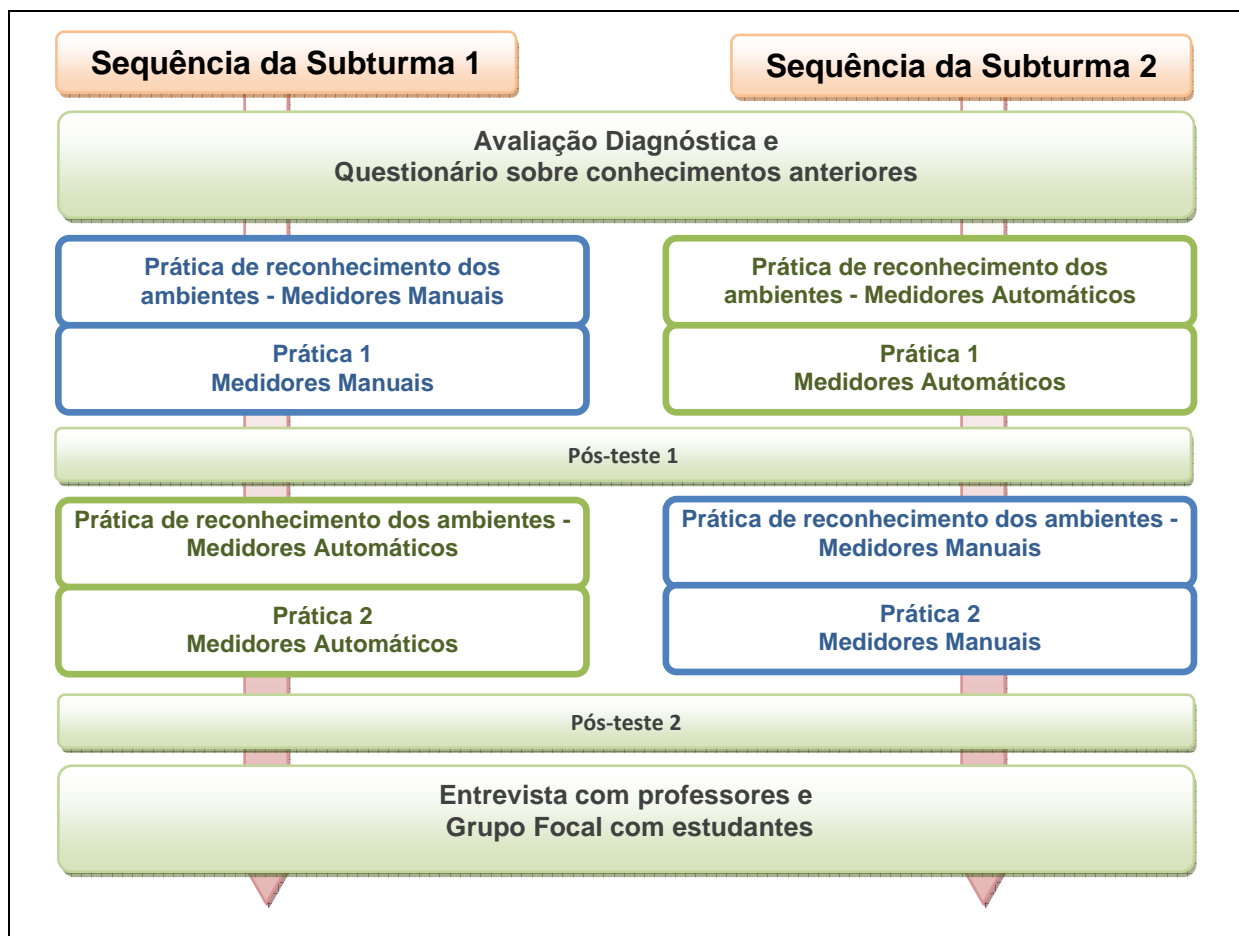 Sequência da Subturma 1
Sequência da Subturma 2
Avaliação Diagnóstica e
Questionário sobre conhecimentos anteriores
Prática de reconhecimento dos
ambientes - Medidores Manuais
Prática de reconhecimento dos
ambientes - Medidores Automáticos
Prática 1
Medidores Manuais
Prática 1
Medidores Automáticos
Pós-teste 1
Prática de reconhecimento dos ambientes -
Medidores Automáticos
Prática de reconhecimento dos ambientes -
Medidores Manuais
Prática 2
Medidores Automáticos
Prática 2
Medidores Manuais
Pós-teste 2
Entrevista com professores e
Grupo Focal com estudantes